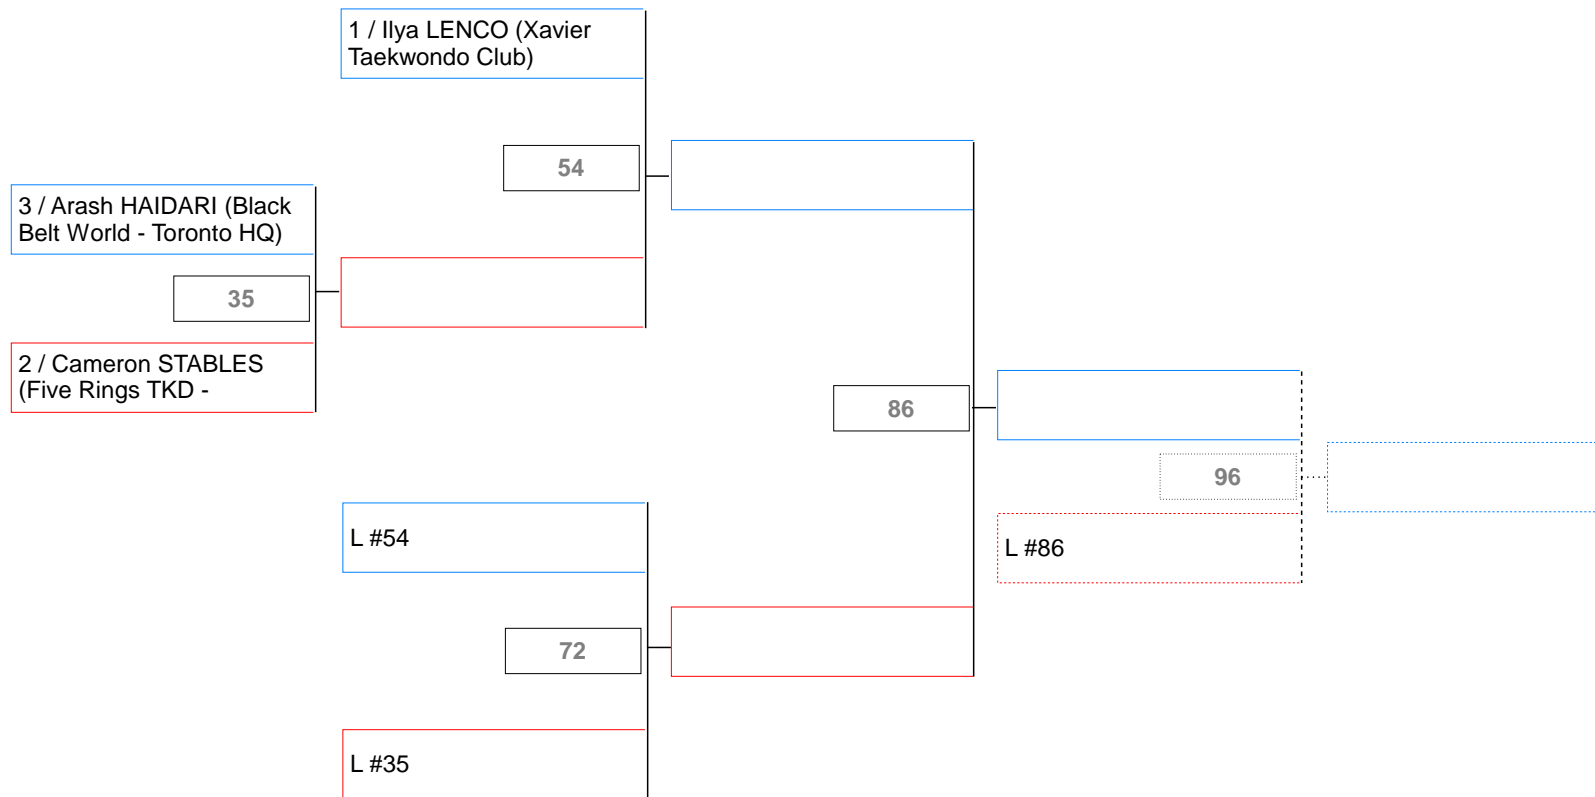 1 / Ilya LENCO (Xavier
Taekwondo Club)
54
3 / Arash HAIDARI (Black
Belt World - Toronto HQ)
35
2 / Cameron STABLES
(Five Rings TKD -
86
96
L #54
L #86
72
L #35